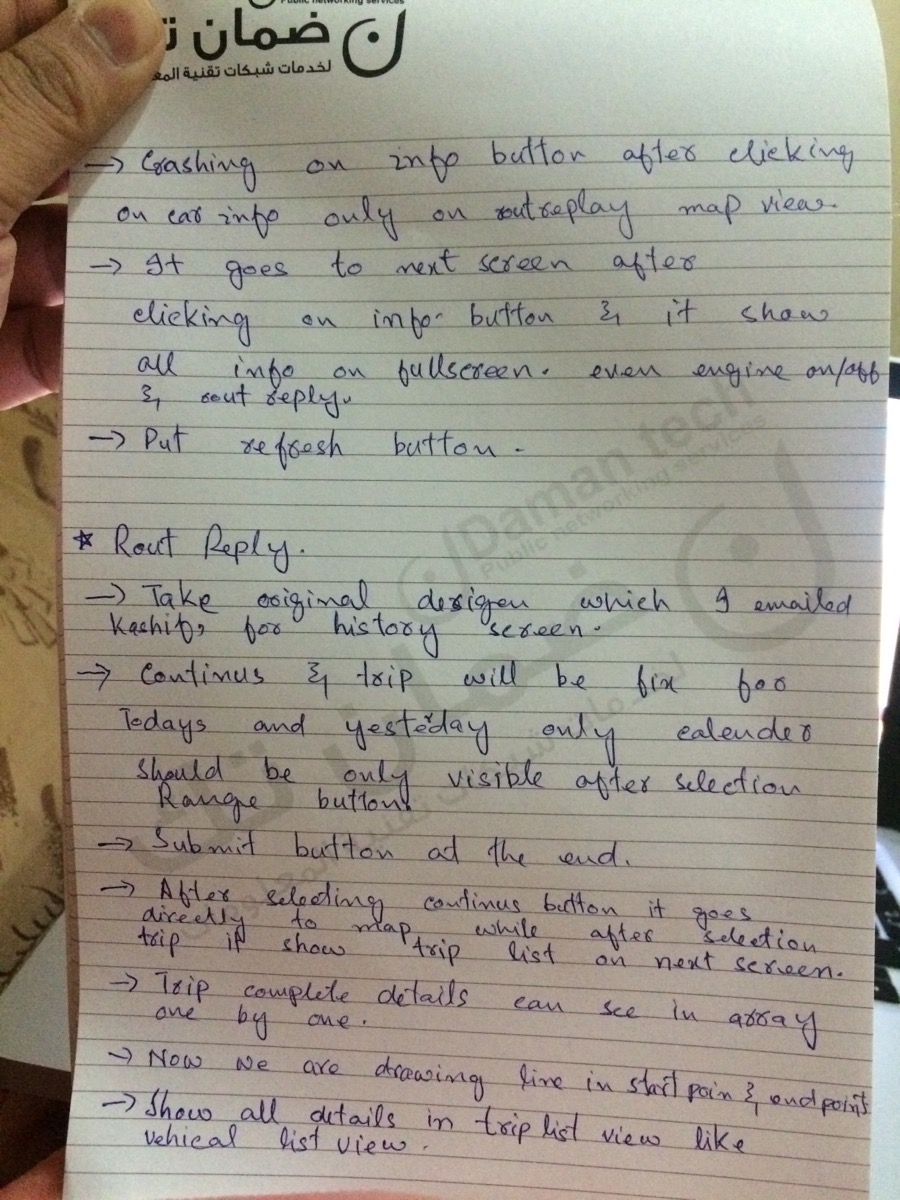 Public networking services
ضمان ت
لخدمات شبكات تقنية المع
→ Crashing on info button after clicking
on car info only on routreplay map view.
→ It goes to next screen after
clicking on info button & it show
all info on fullscreen. even engine on/off
& rout reply.
→ Put refresh button.
Daman tech
Public networking services
* Rout Reply.
→ Take original desigen which I emailed
Kashif, for history screen.
→ Continus & trip will be fix for
Todays and yesterday only calender
should be only visible after selection
Range button.
→ Submit button at the end.
→ After selecting continus button it goes
direclly to map, while after selection
trip it show trip list on next screen.
→ Trip complete details can see in array
one by one.
→ Now we are drawing line in start poin & end points
→ Show all details in trip list view like
vehical list view.